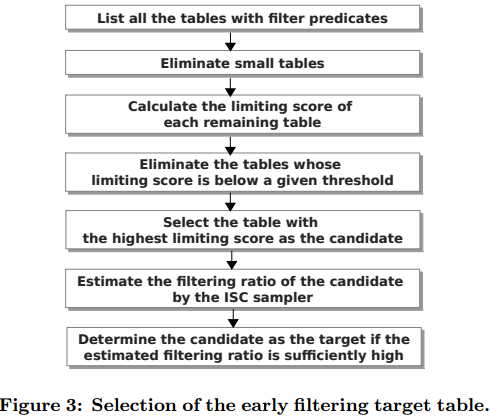 List all the tables with filter predicates
Eliminate small tables
Calculate the limiting score of
each remaining table
Eliminate the tables whose
limiting score is below a given threshold
Select the table with
the highest limiting score as the candidate
Estimate the filtering ratio of the candidate
by the ISC sampler
Determine the candidate as the target if the
estimated filtering ratio is sufficiently high
Figure 3: Selection of the early filtering target table.